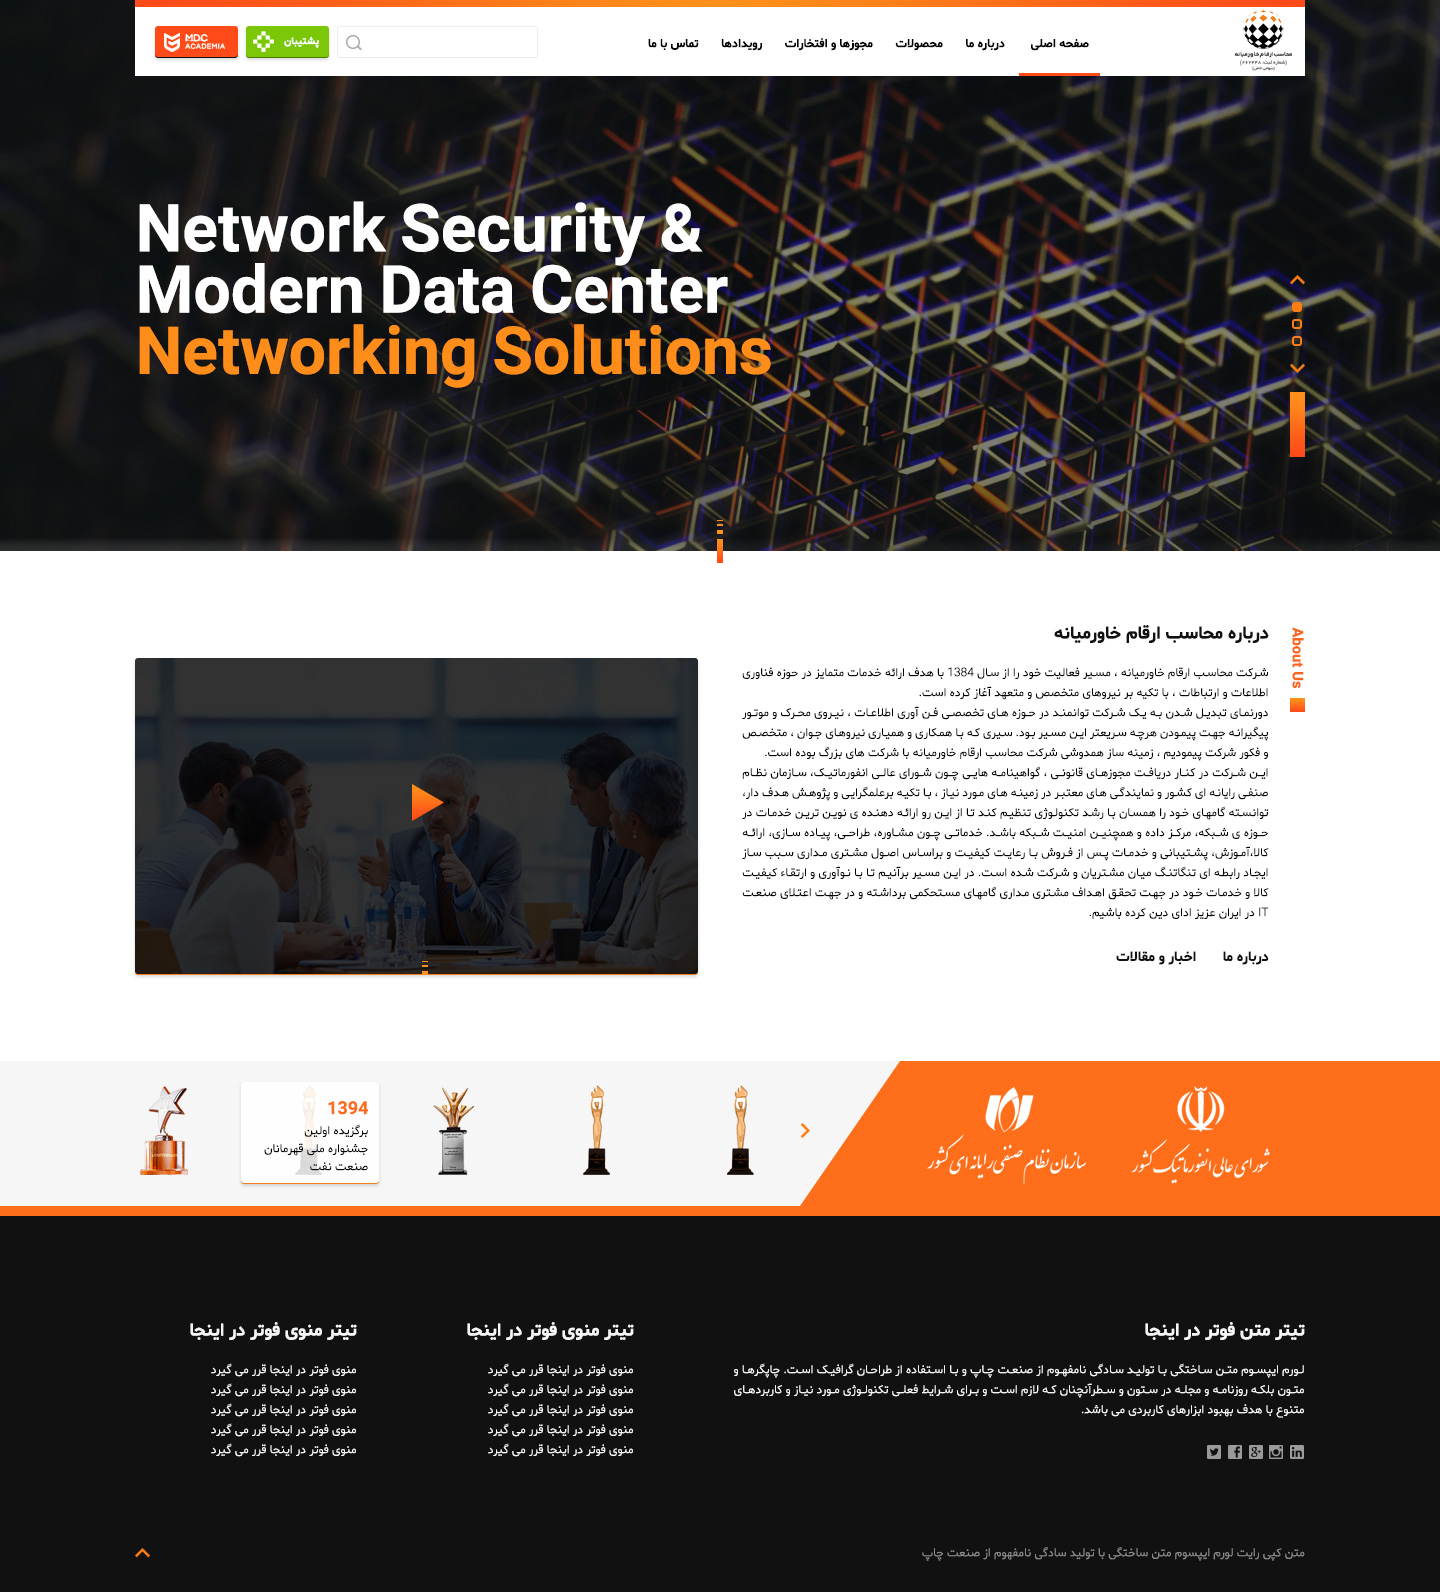 محاسب ارقام خاورمیانه
(سهامی خاص)
صفحه اصلی
درباره ما
محصولات
مجوزها و افتخارات
رویدادها
تماس با ما
پشتیبان
MDC
ACADEMIA
Network Security &
Modern Data Center
Networking Solutions
About Us
درباره محاسب ارقام خاورمیانه
شرکت محاسب ارقام خاورمیانه ، مسیر فعالیت خود را از سال 1384 با هدف ارائه خدمات متمایز در حوزه فناوری
اطلاعات و ارتباطات ، با تکیه بر نیروهای متخصص و متعهد آغاز کرده است.
دورنمای تبدیل شدن به یک شرکت توانمند در حوزه های تخصصی فن آوری اطلاعات ، نیروی محرک و موتور
پیگیرانه جهت پیمودن هرچه سریعتر این مسیر بود. سیری که با همکاری و همیاری نیروهای جوان ، متخصص
و فکور شرکت پیمودیم ، زمینه ساز همدوشی شرکت محاسب ارقام خاورمیانه با شرکت های بزرگ بوده است.
این شرکت در کنار دریافت مجوزهای قانونی ، گواهینامه هایی چون شورای عالی انفورماتیک، سازمان نظام
صنفی رایانه ای کشور و نمایندگی های معتبر در زمینه های مورد نیاز ، با تکیه برعلمگرایی و پژوهش هدف دار،
توانسته گامهای خود را همسان با رشد تکنولوژی تنظیم کند تا از این رو ارائه دهنده ی نوین ترین خدمات در
حوزه ی شبکه، مرکز داده و همچنین امنیت شبکه باشد. خدماتی چون مشاوره، طراحی، پیاده سازی، ارائه
کالا،آموزش، پشتیبانی و خدمات پس از فروش با رعایت کیفیت و براساس اصول مشتری مداری سبب ساز
ایجاد رابطه ای تنگاتنگ میان مشتریان و شرکت شده است. در این مسیر برآنیم تا با نوآوری و ارتقاء کیفیت
کالا و خدمات خود در جهت تحقق اهداف مشتری مداری گامهای مستحکمی برداشته و در جهت اعتلای صنعت
IT در ایران عزیز ادای دین کرده باشیم.
درباره ما
اخبار و مقالات
شورای عالی انفورماتیک کشور
سازمان نظام صنفی رایانه ای کشور
1394
برگزیده اولین
جشنواره ملی قهرمانان
صنعت نفت
تیتر متن فوتر در اینجا
لورم ایپسوم متن ساختگی با تولید سادگی نامفهوم از صنعت چاپ و با استفاده از طراحان گرافیک است. چاپگرها و
متون بلکه روزنامه و مجله در ستون و سطرآنچنان که لازم است و برای شرایط فعلی تکنولوژی مورد نیاز و کاربردهای
متنوع با هدف بهبود ابزارهای کاربردی می باشد.
تیتر منوی فوتر در اینجا
منوی فوتر در اینجا قرر می گیرد
منوی فوتر در اینجا قرر می گیرد
منوی فوتر در اینجا قرر می گیرد
منوی فوتر در اینجا قرر می گیرد
منوی فوتر در اینجا قرر می گیرد
تیتر منوی فوتر در اینجا
منوی فوتر در اینجا قرر می گیرد
منوی فوتر در اینجا قرر می گیرد
منوی فوتر در اینجا قرر می گیرد
منوی فوتر در اینجا قرر می گیرد
منوی فوتر در اینجا قرر می گیرد
متن کپی رایت لورم ایپسوم متن ساختگی با تولید سادگی نامفهوم از صنعت چاپ